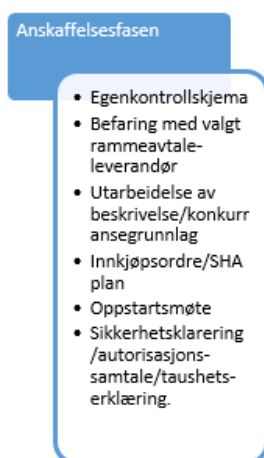 Anskaffelsesfasen
• Egenkontrollskjema
• Befaring med valgt
rammeavtale-
leverandør
• Utarbeidelse av
beskrivelse/konkurr
ansegrunnlag
• Innkjøpsordre/SHA
plan
• Oppstartsmøte
• Sikkerhetsklarering
/autorisasjons-
samtale/taushets-
erklæring.